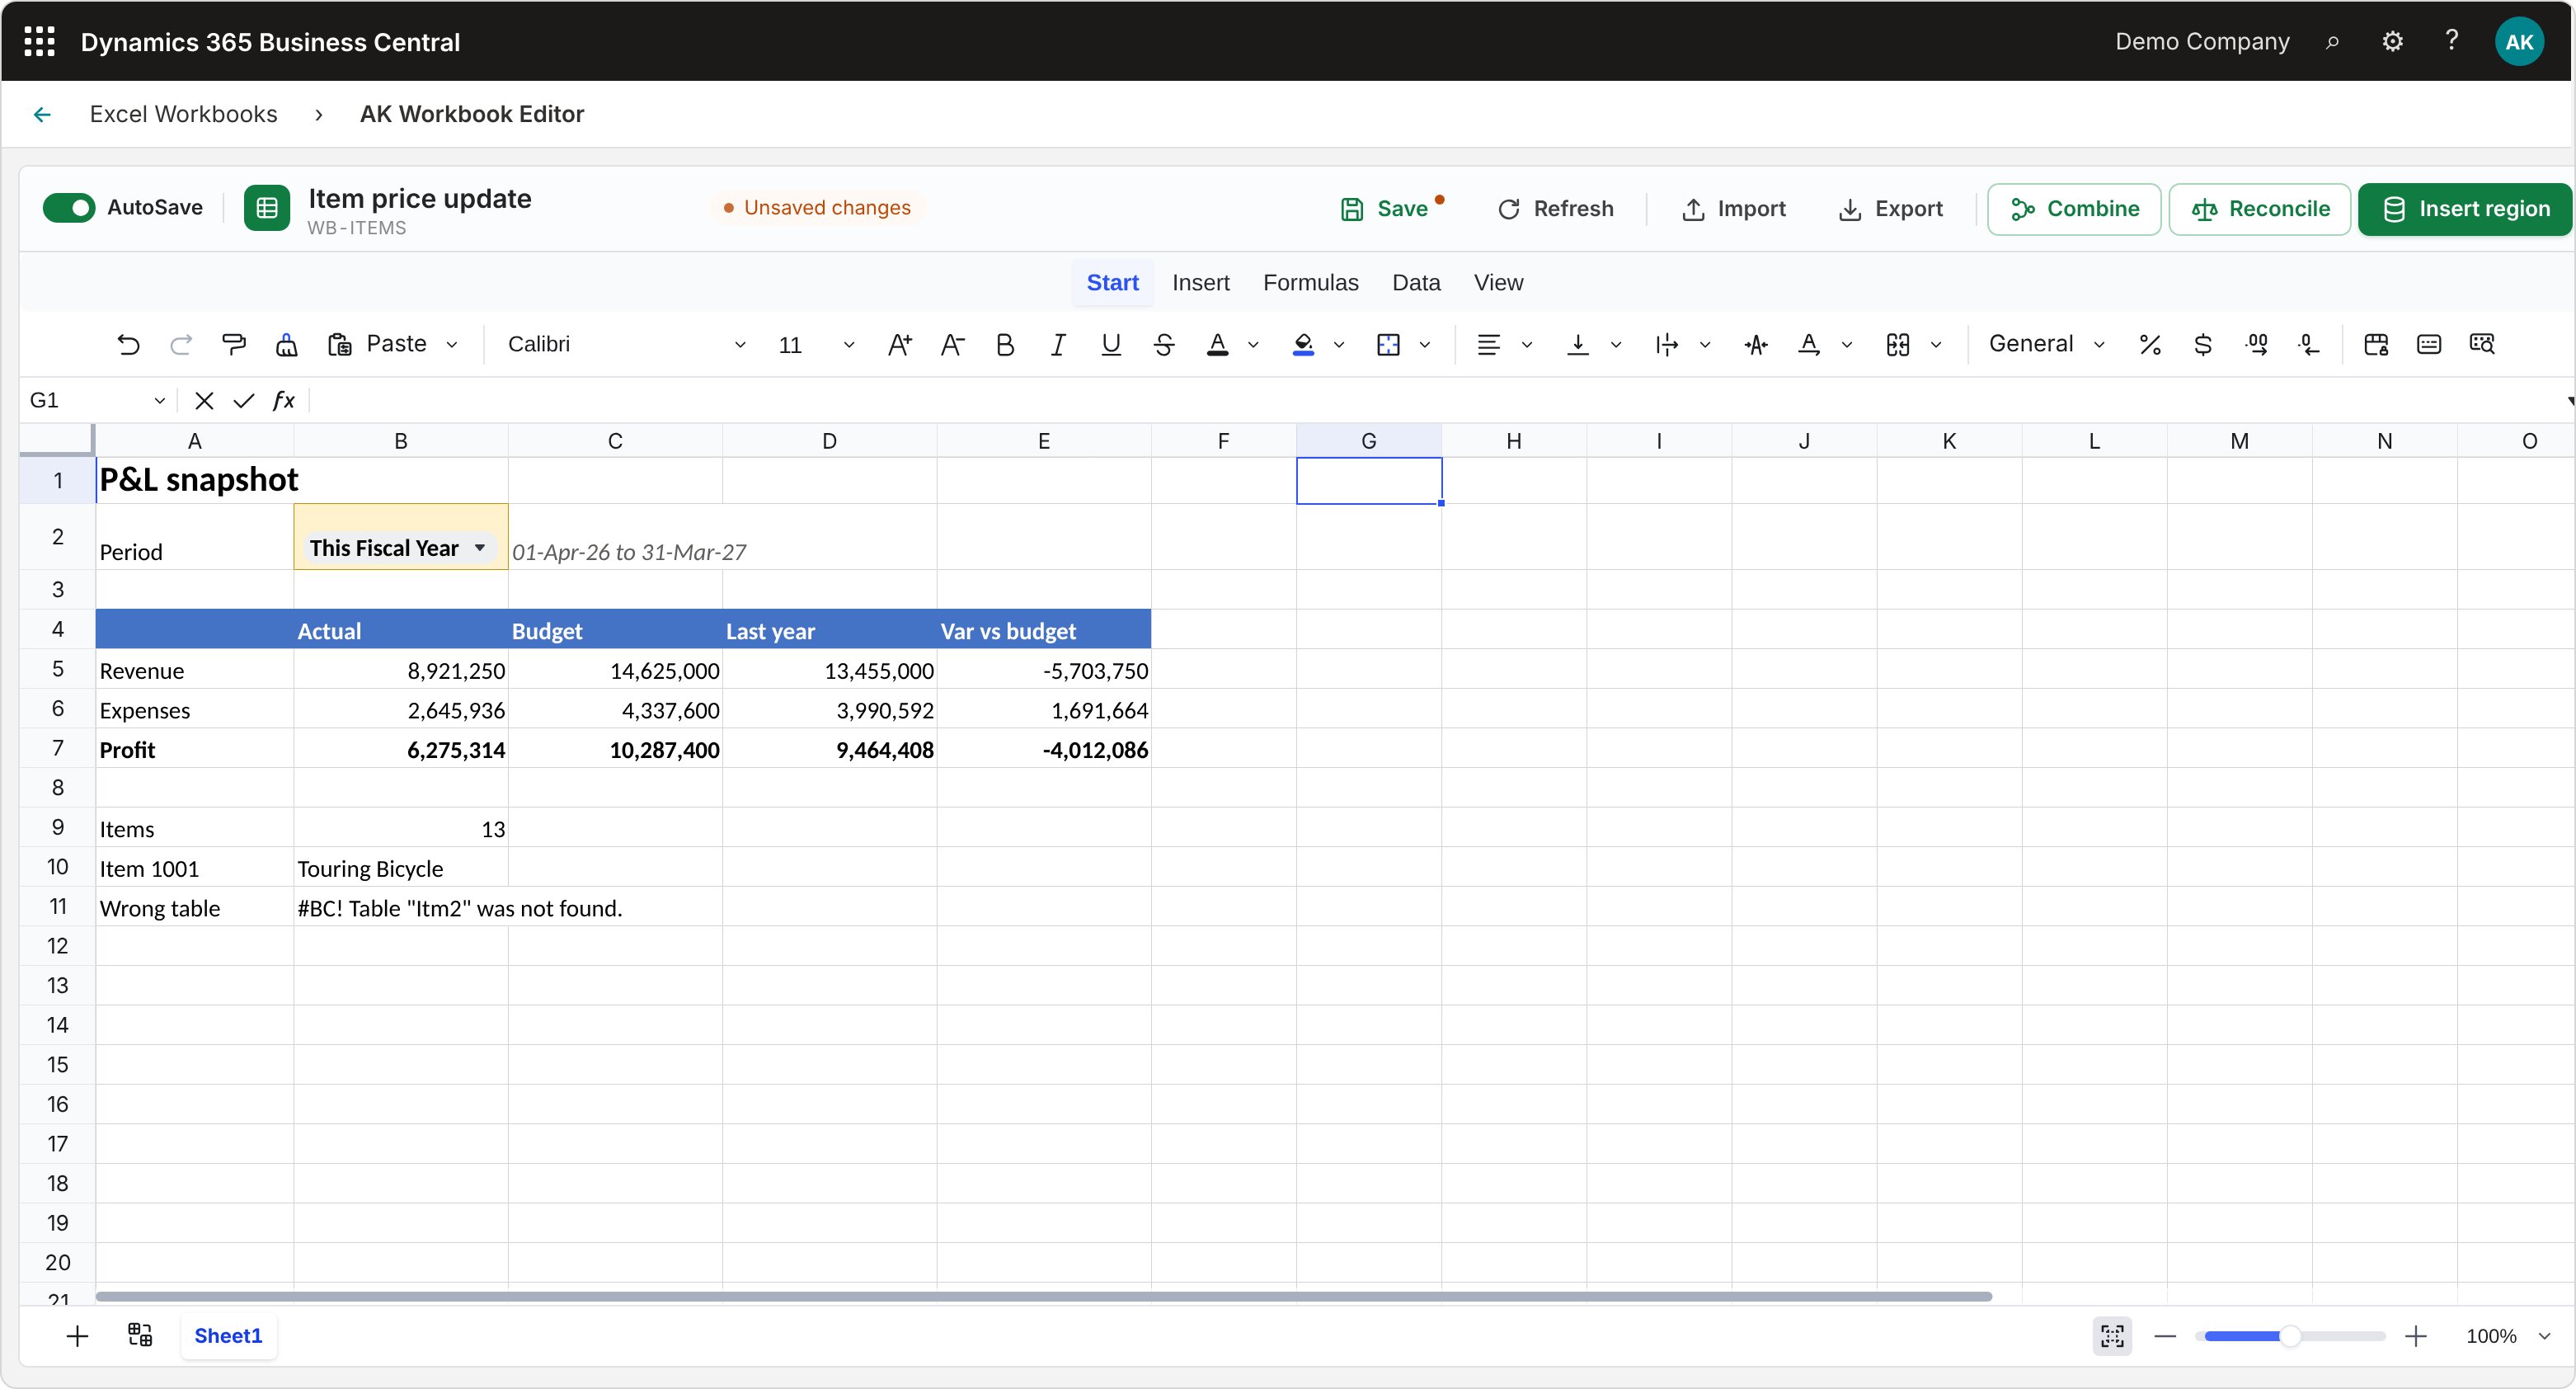 Dynamics 365 Business Central Demo Company ? AK
Excel Workbooks › AK Workbook Editor
AutoSave Item price update Unsaved changes Save Refresh Import Export Combine Reconcile Insert region
WB-ITEMS
Start Insert Formulas Data View
Paste Calibri 11 A+ A- B I U S A A A General % $ .00 .0
G1 fx
A B C D E F G H I J K L M N O
1 P&L snapshot
2 Period This Fiscal Year 01-Apr-26 to 31-Mar-27
3
4 Actual Budget Last year Var vs budget
5 Revenue 8,921,250 14,625,000 13,455,000 -5,703,750
6 Expenses 2,645,936 4,337,600 3,990,592 1,691,664
7 Profit 6,275,314 10,287,400 9,464,408 -4,012,086
8
9 Items 13
10 Item 1001 Touring Bicycle
11 Wrong table #BC! Table "Itm2" was not found.
12
13
14
15
16
17
18
19
20
21
Sheet1 100%